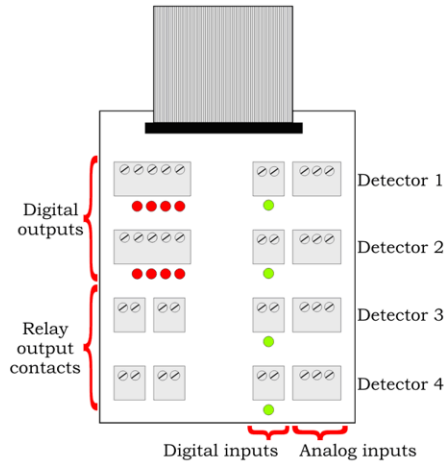 Detector 1
Digital
outputs
Detector 2
Relay
output
contacts
Detector 3
Detector 4
Digital inputs
Analog inputs